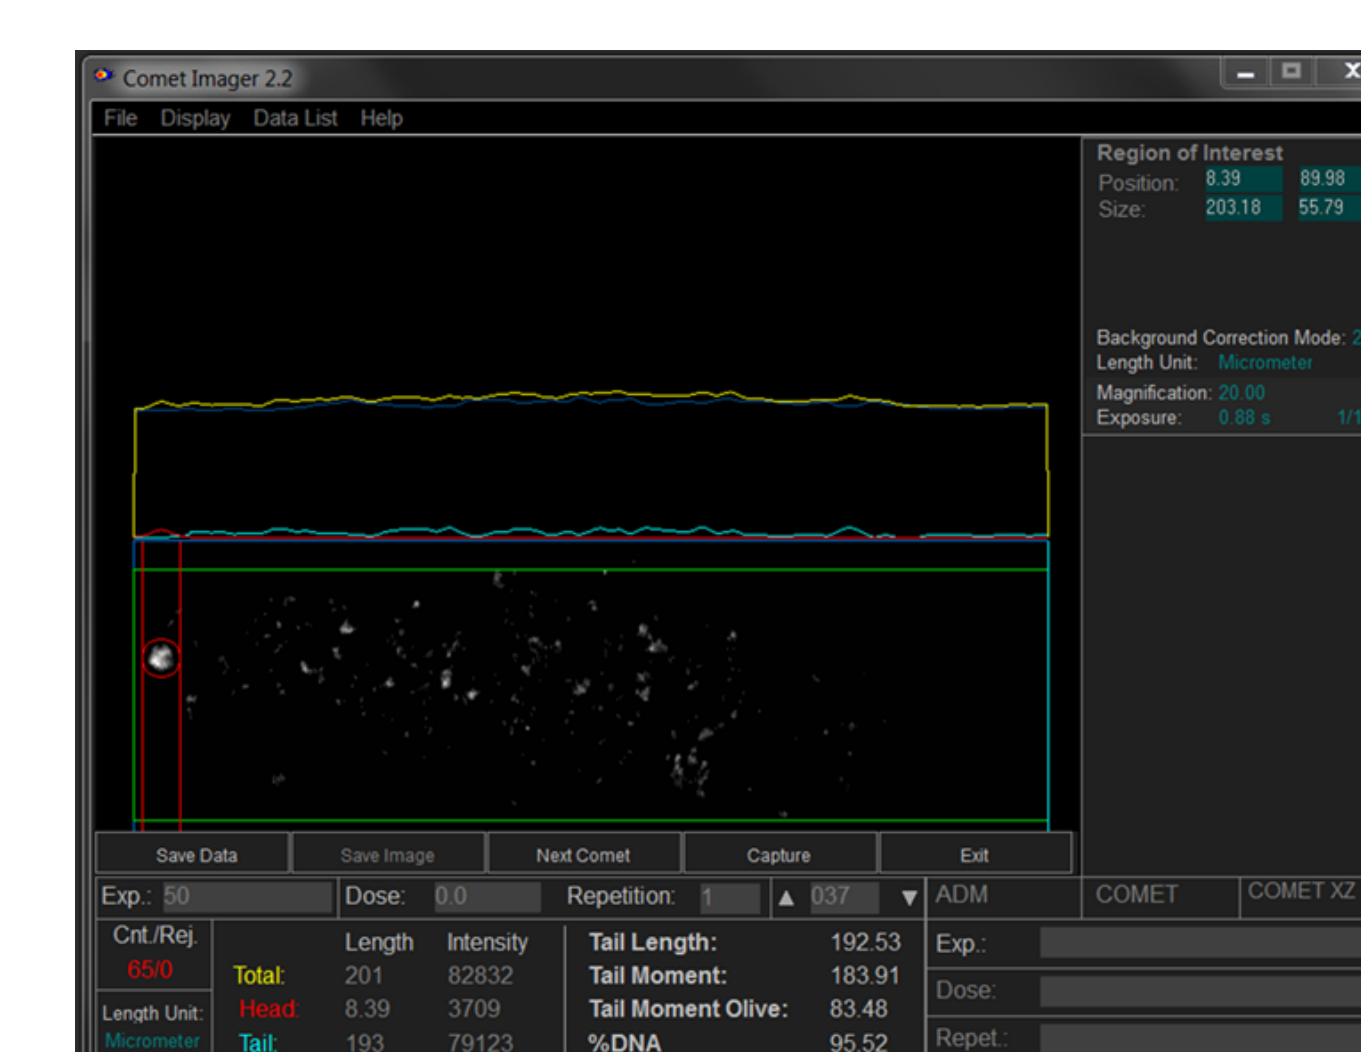 Comet Imager 2.2
X
File Display Data List Help
Region of Interest
Position: 8.39 89.98
Size: 203.18 55.79
Background Correction Mode: 2
Length Unit: Micrometer
Magnification: 20.00
Exposure: 0.88 s 1/1
Save Data Save Image Next Comet Capture Exit
Exp.: 50 Dose: 0.0 Repetition: 1 ▲ 037 ▼ ADM COMET COMET XZ
Cnt./Rej. Length Intensity Tail Length: 192.53 Exp.:
65/0 Total: 201 82832 Tail Moment: 183.91 Dose:
Length Unit: Head: 8.39 3709 Tail Moment Olive: 83.48
Micrometer Tail: 193 79123 %DNA 95.52 Repet.: